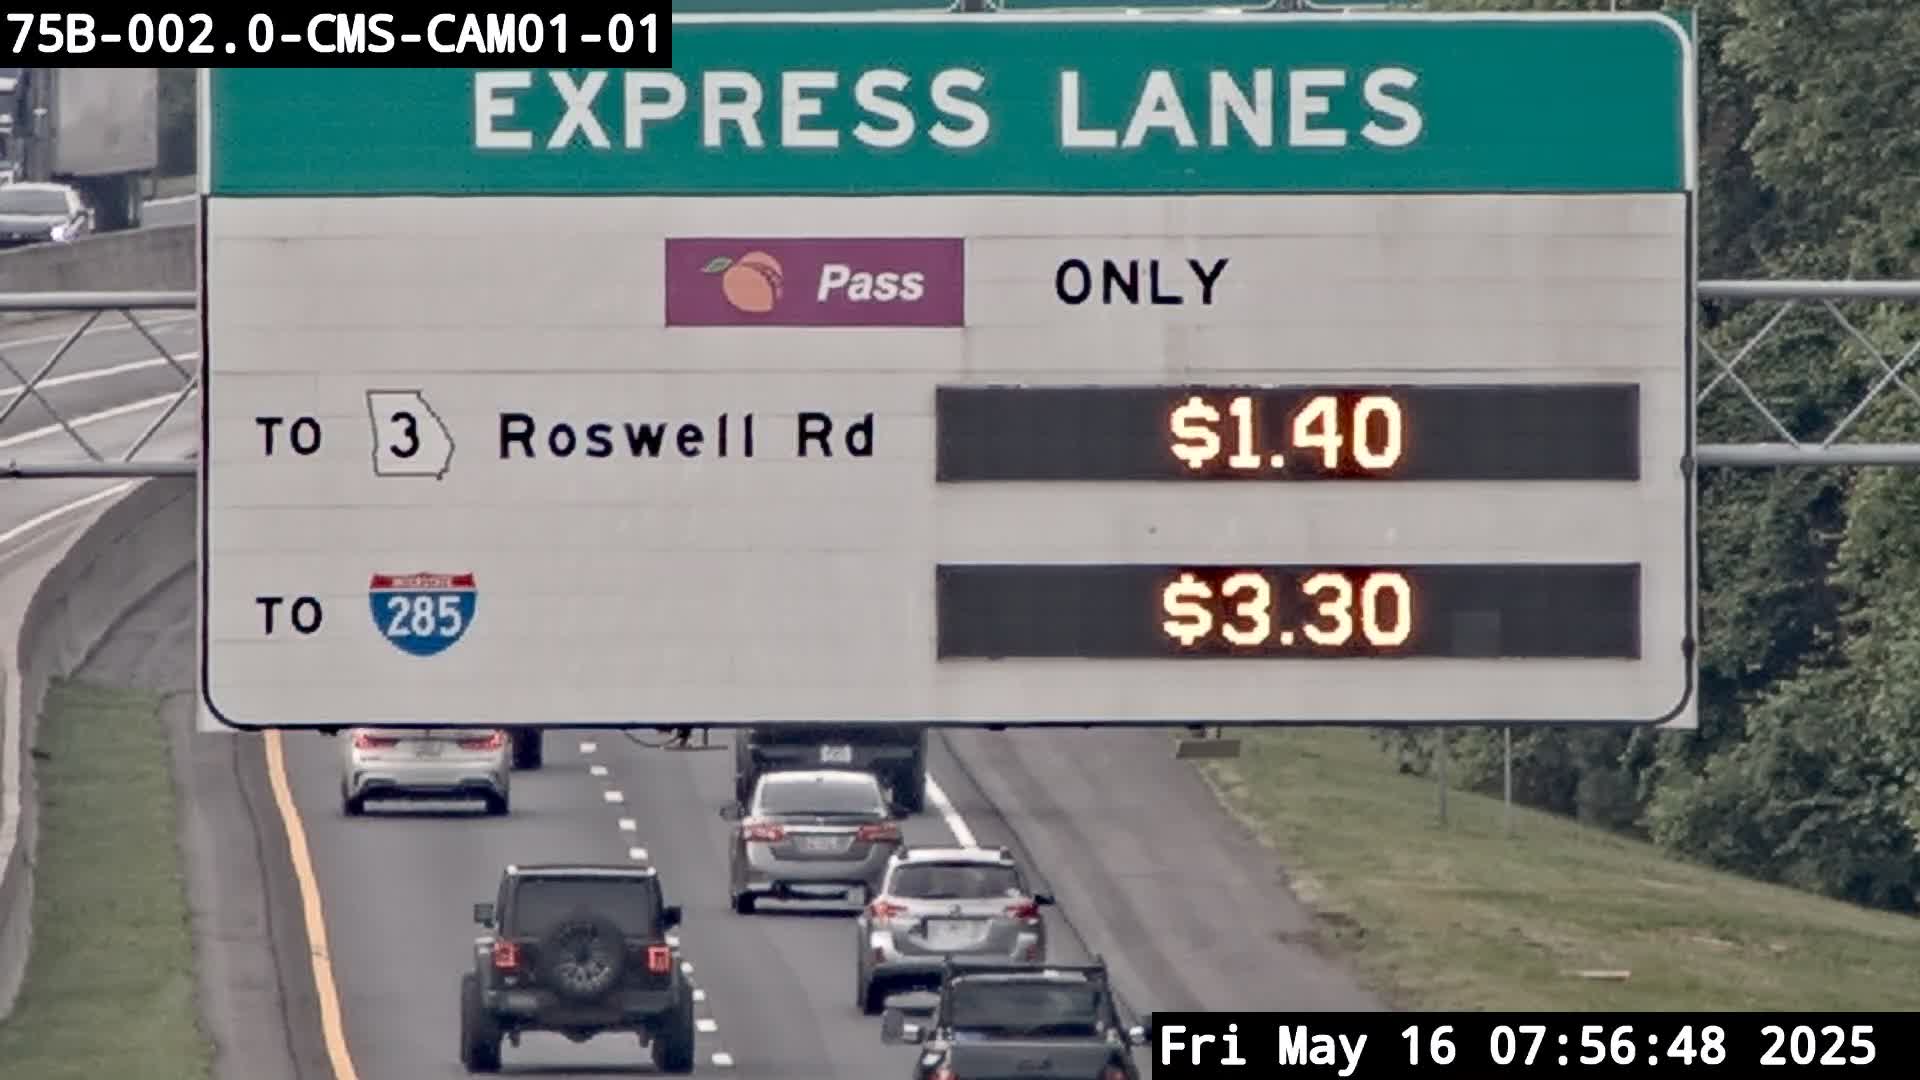 75B-002.0-CMS-CAM01-01
EXPRESS LANES
Pass ONLY
TO 3 Roswell Rd $1.40
TO 285 $3.30
Fri May 16 07:56:48 2025